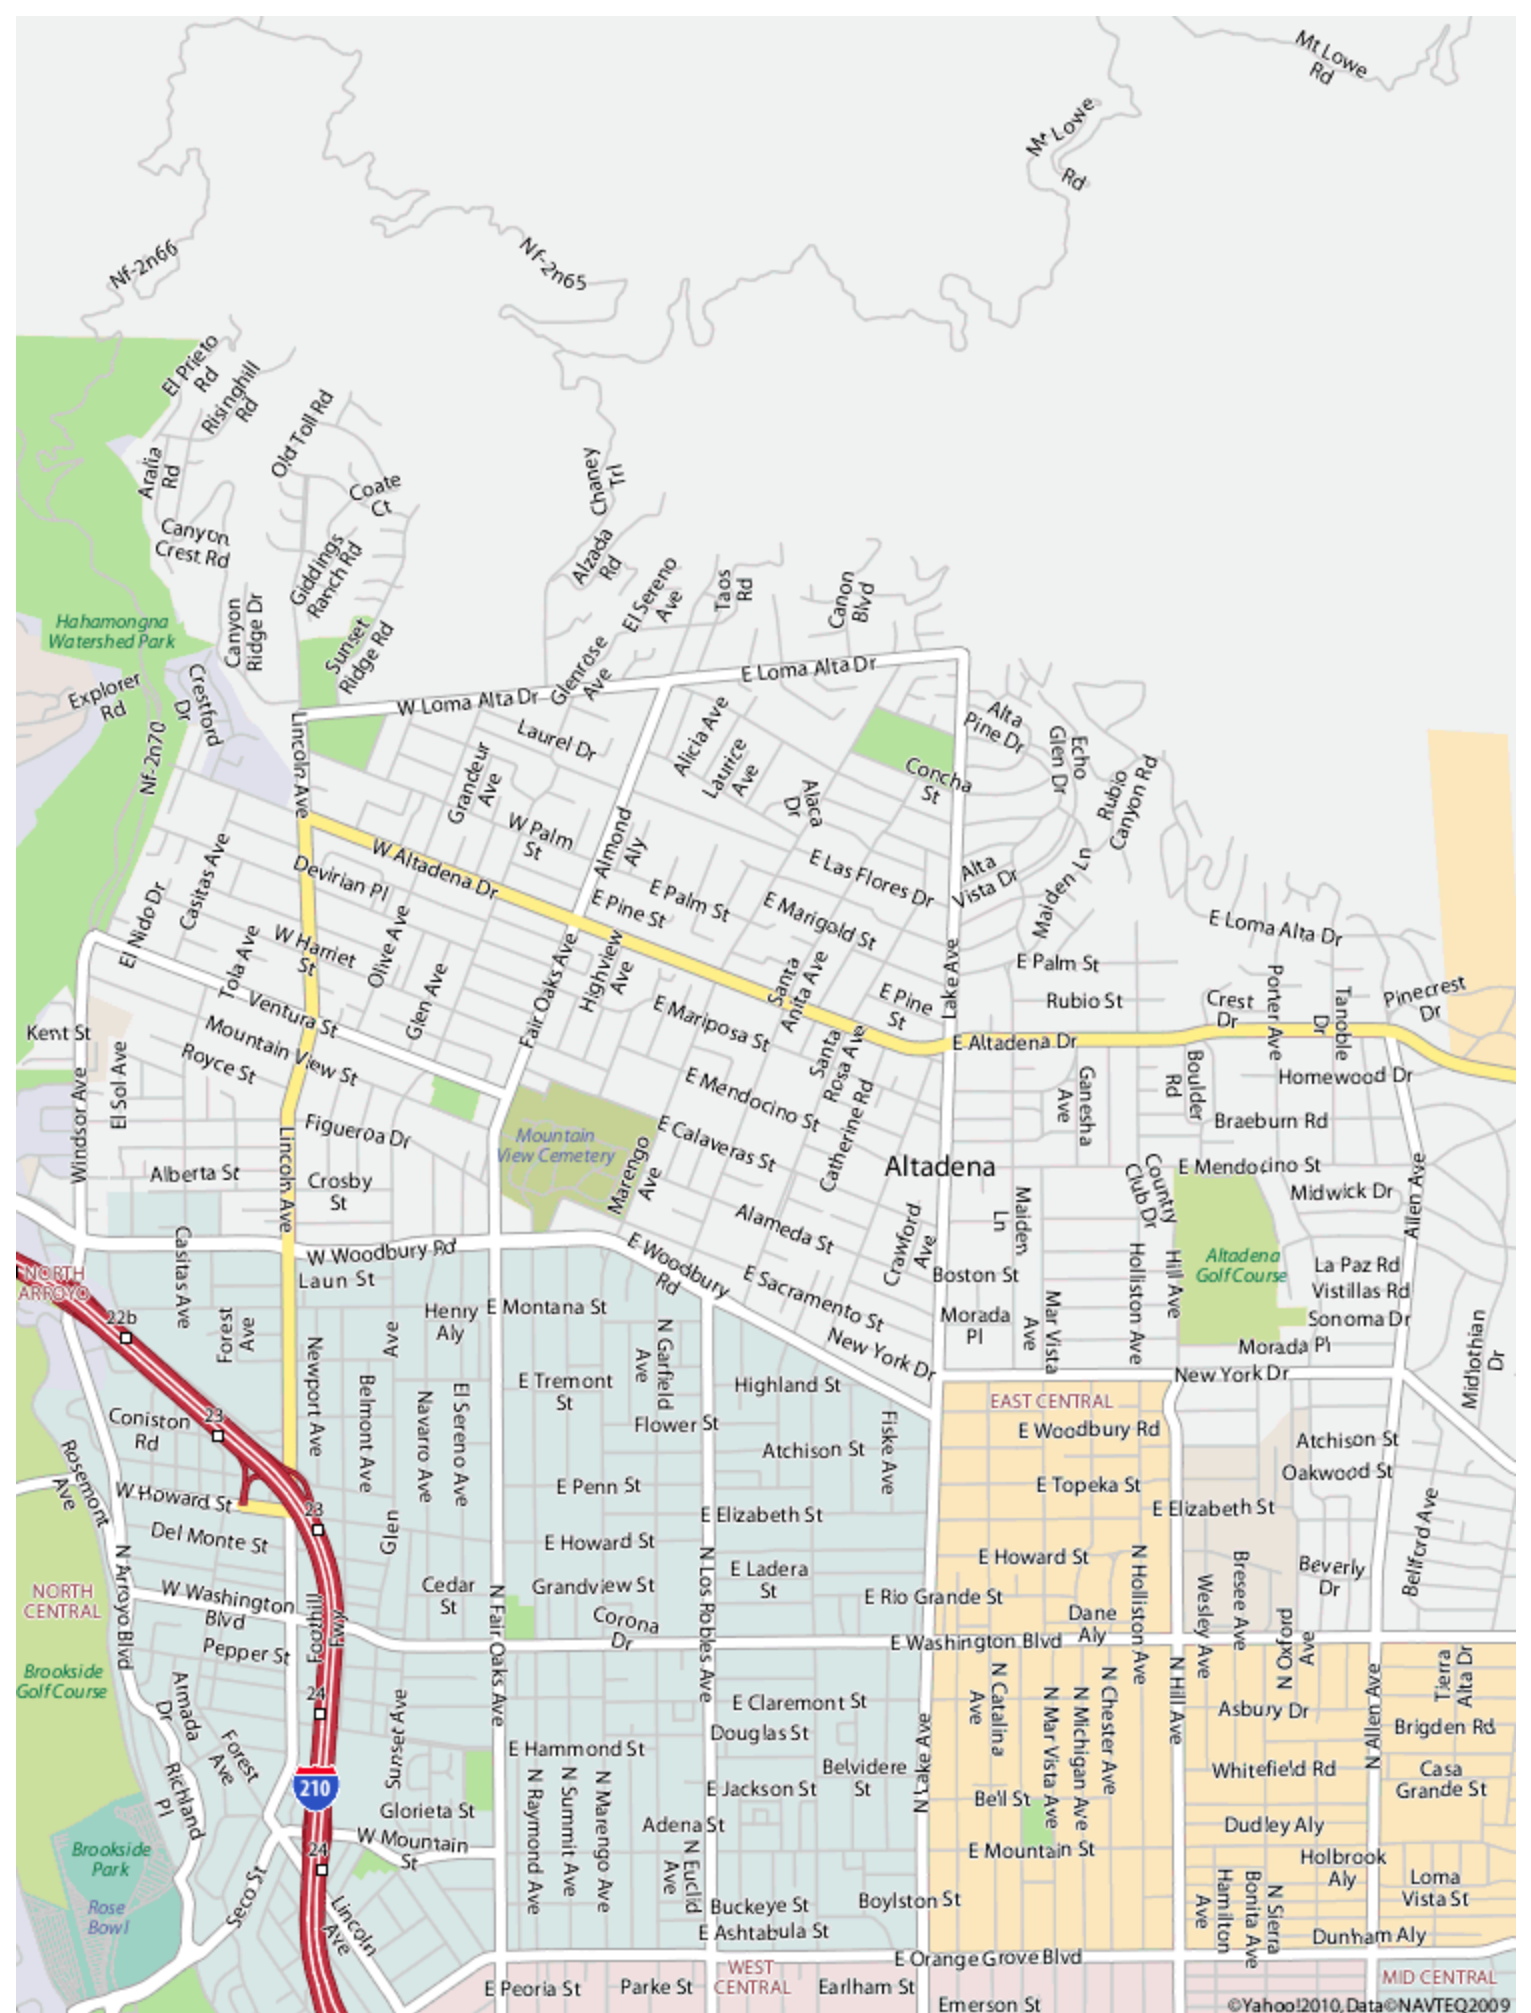 Mt Lowe
Rd
Mt Lowe
Rd
Nf-2n66
Nf-2n65
El Prieto
Rd
Risinghill
Rd
Old Toll Rd
Aralia
Rd
Coate
Ct
Chaney
Trl
Canyon
Crest Rd
Giddings
Ranch Rd
Alzada
Rd
El Sereno
Ave
Taos
Rd
Canon
Blvd
Hahamongna
Watershed Park
Canyon
Ridge Dr
Sunset
Ridge Rd
Glenrose
Ave
E Loma Alta Dr
Explorer
Rd
Crestford
Dr
W Loma Alta Dr
Nf-2n70
Lincoln Ave
Laurel Dr
Alicia Ave
Laurice
Ave
Alta
Pine Dr
Echo
Glen Dr
Grandeur
Ave
Alaca
Dr
Concha
St
Rubio
Canyon Rd
W Palm
St
Almond
Aly
W Altadena Dr
Devirian Pl
E Las Flores Dr
Alta
Vista Dr
Casitas Ave
E Palm St
E Pine St
E Marigold St
Maiden Ln
El Nido Dr
Tola Ave
W Harriet
St
Olive Ave
Glen Ave
Fair Oaks Ave
Highview
Ave
Santa
Anita Ave
Lake Ave
E Palm St
E Loma Alta Dr
Ventura St
E Mariposa St
E Pine
St
Rubio St
Crest
Dr
Porter Ave
Tanoble
Dr
Pinecrest
Dr
Kent St
Mountain View St
Royce St
El Sol Ave
Windsor Ave
Santa
Rosa Ave
E Altadena Dr
E Mendocino St
Catherine Rd
Ganesha
Ave
Boulder
Rd
Homewood Dr
Braeburn Rd
Figueroa Dr
Mountain
View Cemetery
E Calaveras St
Marengo
Ave
Altadena
Country
Club Dr
E Mendocino St
Midwick Dr
Allen Ave
Alberta St
Lincoln Ave
Crosby
St
Alameda St
Crawford
Ave
Maiden
Ln
Casitas Ave
W Woodbury Rd
Laun St
E Woodbury
Rd
E Sacramento St
Boston St
Holliston Ave
Hill Ave
Altadena
Golf Course
La Paz Rd
Vistillas Rd
Sonoma Dr
NORTH
ARROYO
22b
Forest
Ave
Henry
Aly
E Montana St
New York Dr
Morada
Pl
Mar Vista
Ave
Morada Pl
Midlothian
Dr
Newport Ave
Ave
N Garfield
Ave
New York Dr
Belmont Ave
Navarro Ave
El Sereno Ave
E Tremont
St
Highland St
EAST CENTRAL
Coniston
Rd
23
Flower St
Fiske Ave
E Woodbury Rd
Atchison St
Atchison St
Rosemont
Ave
E Penn St
E Topeka St
Oakwood St
W Howard St
23
E Elizabeth St
E Elizabeth St
Belford Ave
Del Monte St
Glen
E Howard St
E Howard St
N Arroyo Blvd
E Ladera
St
N Holliston Ave
Beverly
Dr
NORTH
CENTRAL
W Washington
Blvd
Cedar
St
Grandview St
N Los Robles Ave
E Rio Grande St
Wesley Ave
Bresee Ave
N Oxford
Ave
Foothill
Fwy
N Fair Oaks Ave
Corona
Dr
Dane
Aly
Pepper St
E Washington Blvd
Brookside
Golf Course
Armada
Dr
24
Sunset Ave
E Claremont St
N Catalina
Ave
N Mar Vista Ave
N Michigan Ave
N Chester Ave
N Hill Ave
Asbury Dr
N Allen Ave
Tierra
Alta Dr
Forest
Ave
Douglas St
Brigden Rd
E Hammond St
Richland
Pl
210
N Raymond Ave
N Summit Ave
N Marengo Ave
Belvidere
St
E Jackson St
N Lake Ave
Whitefield Rd
Casa
Grande St
Glorieta St
Bell St
Adena St
Dudley Aly
Brookside
Park
24
W Mountain
St
N Euclid
Ave
E Mountain St
Holbrook
Aly
Rose
Bowl
Seco St
Lincoln
Ave
Buckeye St
Boylston St
Hamilton
Ave
Bonita Ave
N Sierra
Loma
Vista St
E Ashtabula St
Dunham Aly
E Orange Grove Blvd
E Peoria St
Parke St
WEST
CENTRAL
Earlham St
Emerson St
MID CENTRAL
©Yahoo!2010, Data©NAVTEQ2009